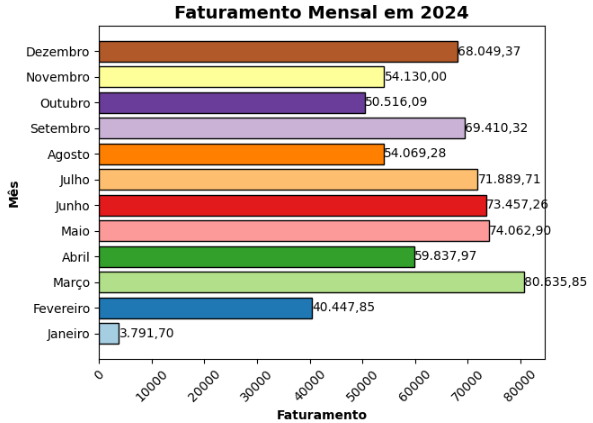 Faturamento Mensal em 2024
Dezembro 68.049,37
Novembro 54.130,00
Outubro 50.516,09
Setembro 69.410,32
Agosto 54.069,28
Julho 71.889,71
Junho 73.457,26
Maio 74.062,90
Abril 59.837,97
Março 80.635,85
Fevereiro 40.447,85
Janeiro 3.791,70
Mês
0 10000 20000 30000 40000 50000 60000 70000 80000
Faturamento